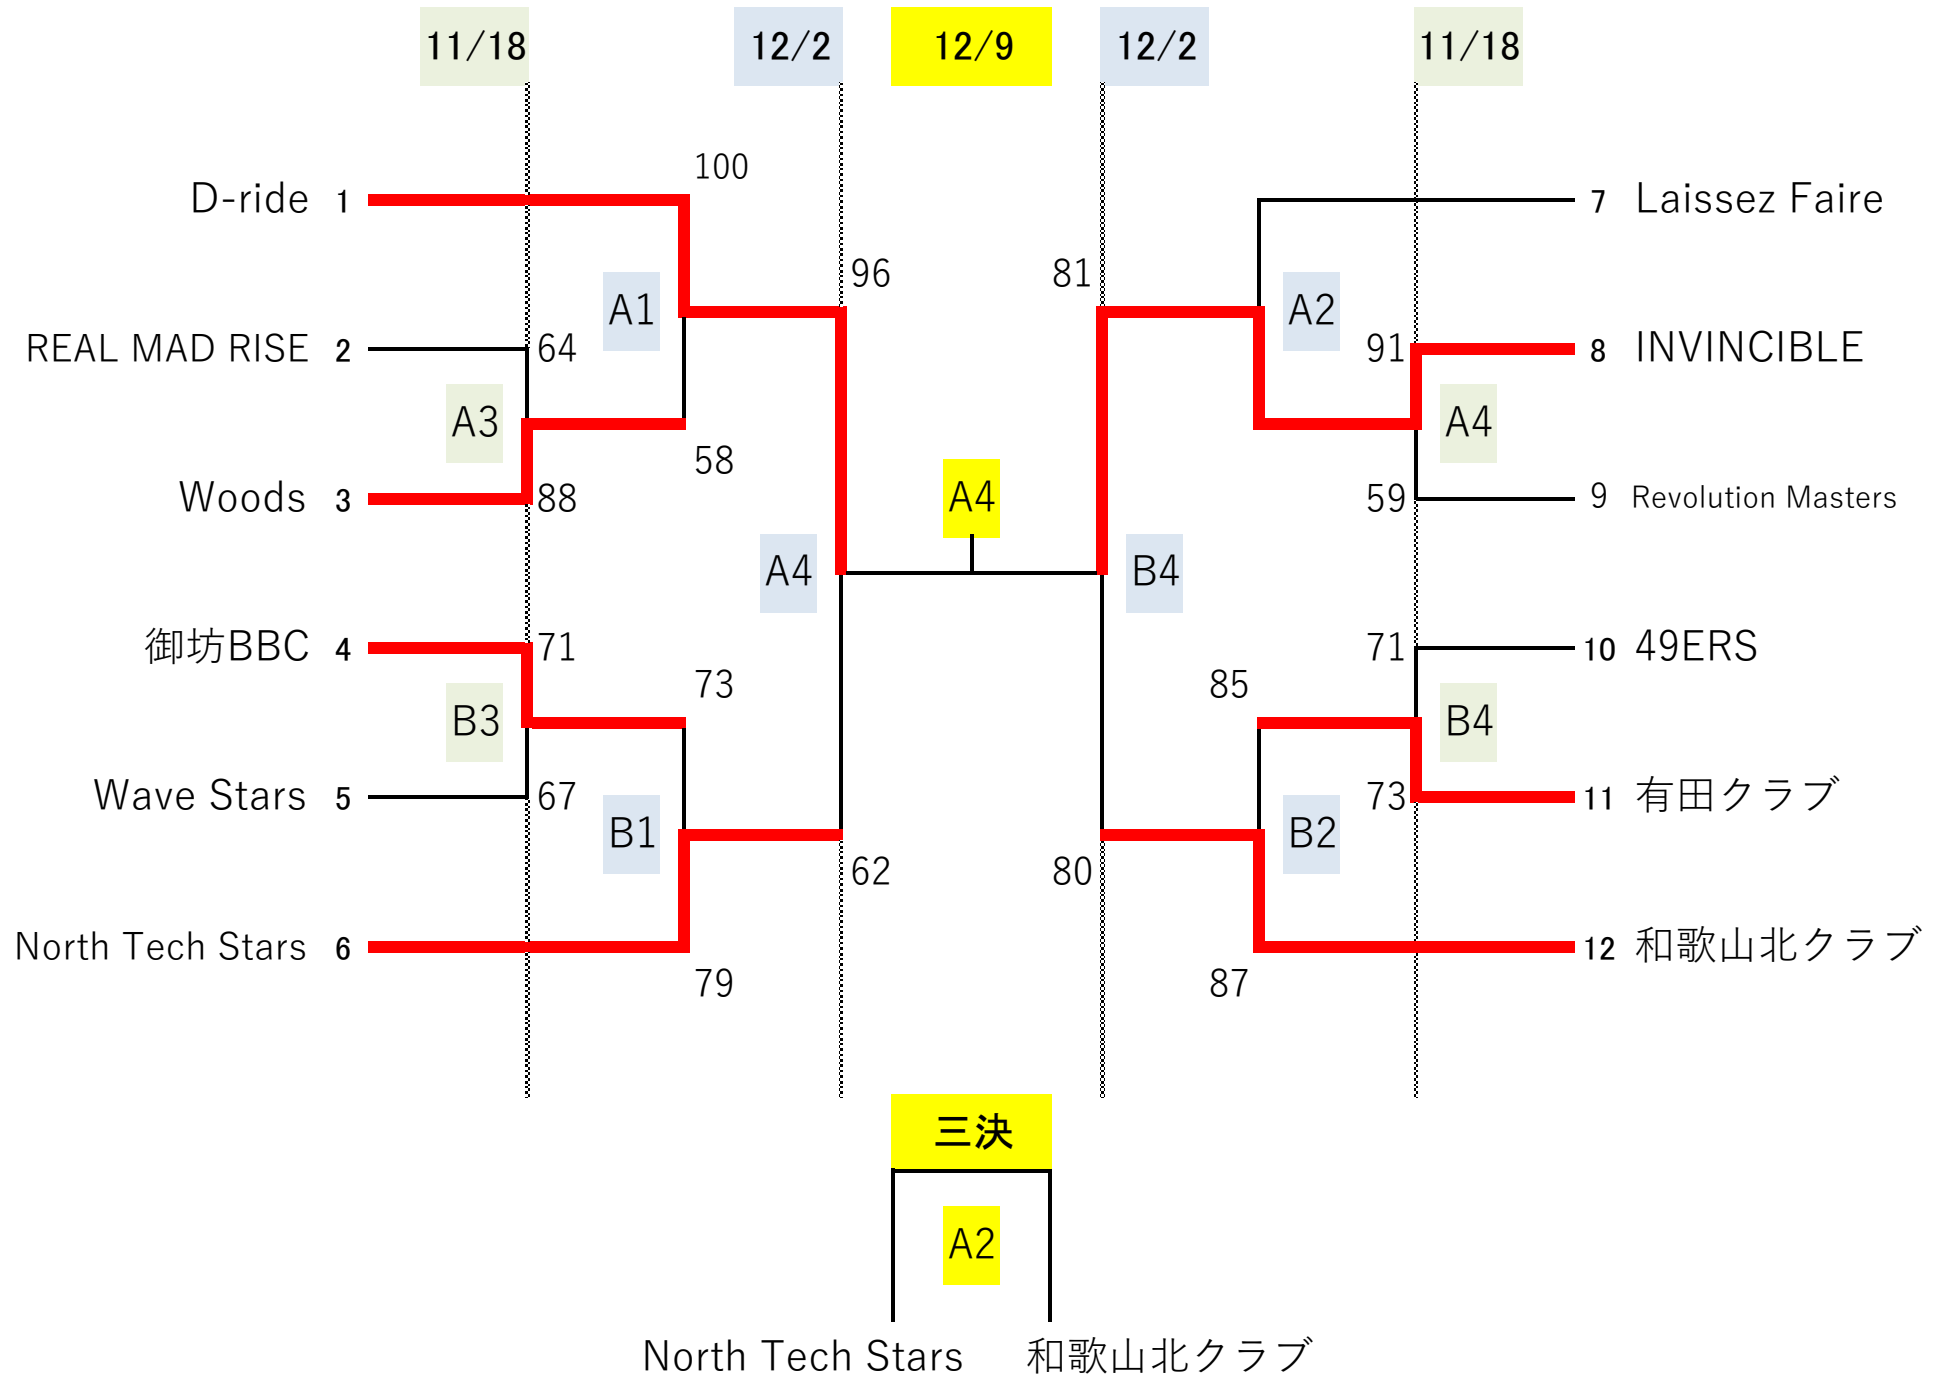 11/18 12/2 12/9 12/2 11/18
100
D-ride 1 7 Laissez Faire
96 81
A1 A2
REAL MAD RISE 2 64 91 8 INVINCIBLE
A3 A4
58
Woods 3 88 A4 59 9 Revolution Masters
A4 B4
御坊BBC 4 71 71 10 49ERS
73 85
B3 B4
Wave Stars 5 67 73 11 有田クラブ
B1 B2
62 80
North Tech Stars 6 12 和歌山北クラブ
79 87
三決
A2
North Tech Stars 和歌山北クラブ